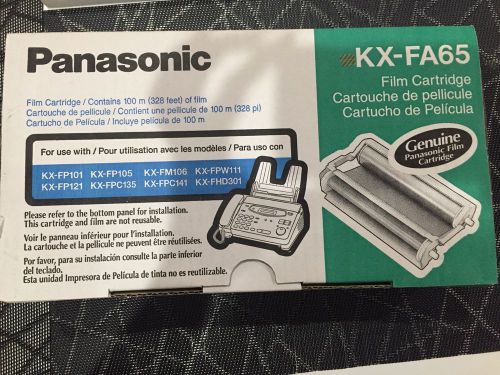 Panasonic
KX-FA65
Film Cartridge
Cartouche de pellicule
Cartucho de Película
Film Cartridge / Contains 100 m (328 feet) of film
Cartouche de pellicule / Contient une pellicule de 100 m (328 pi)
Cartucho de Película / Incluye película de 100 m
For use with / Pour utilisation avec les modèles / Para uso con
KX-FP101 KX-FP105 KX-FM106 KX-FPW111
KX-FP121 KX-FPC135 KX-FPC141 KX-FHD301
Genuine
Panasonic Film
Cartridge
Please refer to the bottom panel for installation.
This cartridge and film are not reusable.
Voir le panneau inférieur pour l'installation.
La cartouche et la pellicule ne peuvent être réutilisées.
Por favor, para su instalación consulte la parte inferior
del teclado.
Esta unidad Impresora de Película de tinta no es reutilizable.